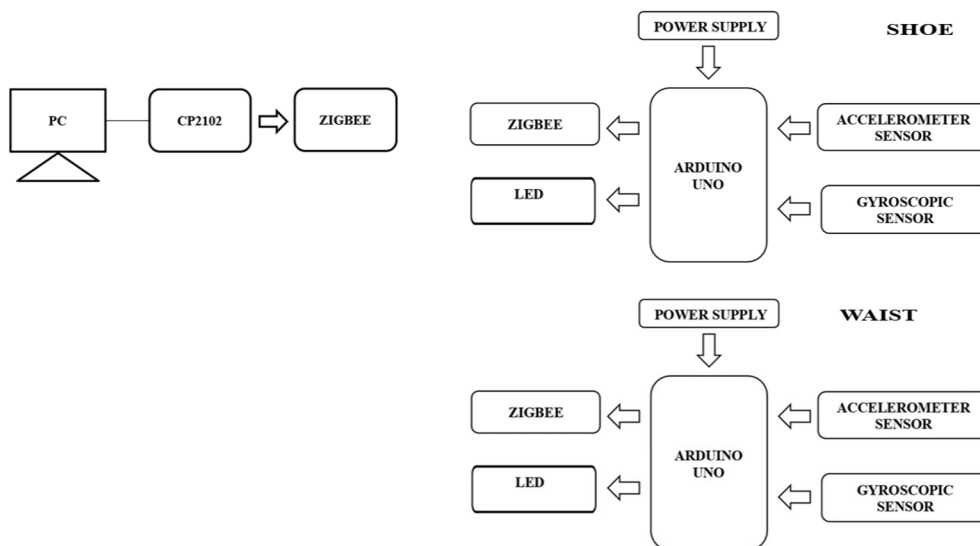 PC
CP2102
ZIGBEE
SHOE
POWER SUPPLY
ZIGBEE
LED
ARDUINO
UNO
ACCELEROMETER
SENSOR
GYROSCOPIC
SENSOR
WAIST
POWER SUPPLY
ZIGBEE
LED
ARDUINO
UNO
ACCELEROMETER
SENSOR
GYROSCOPIC
SENSOR